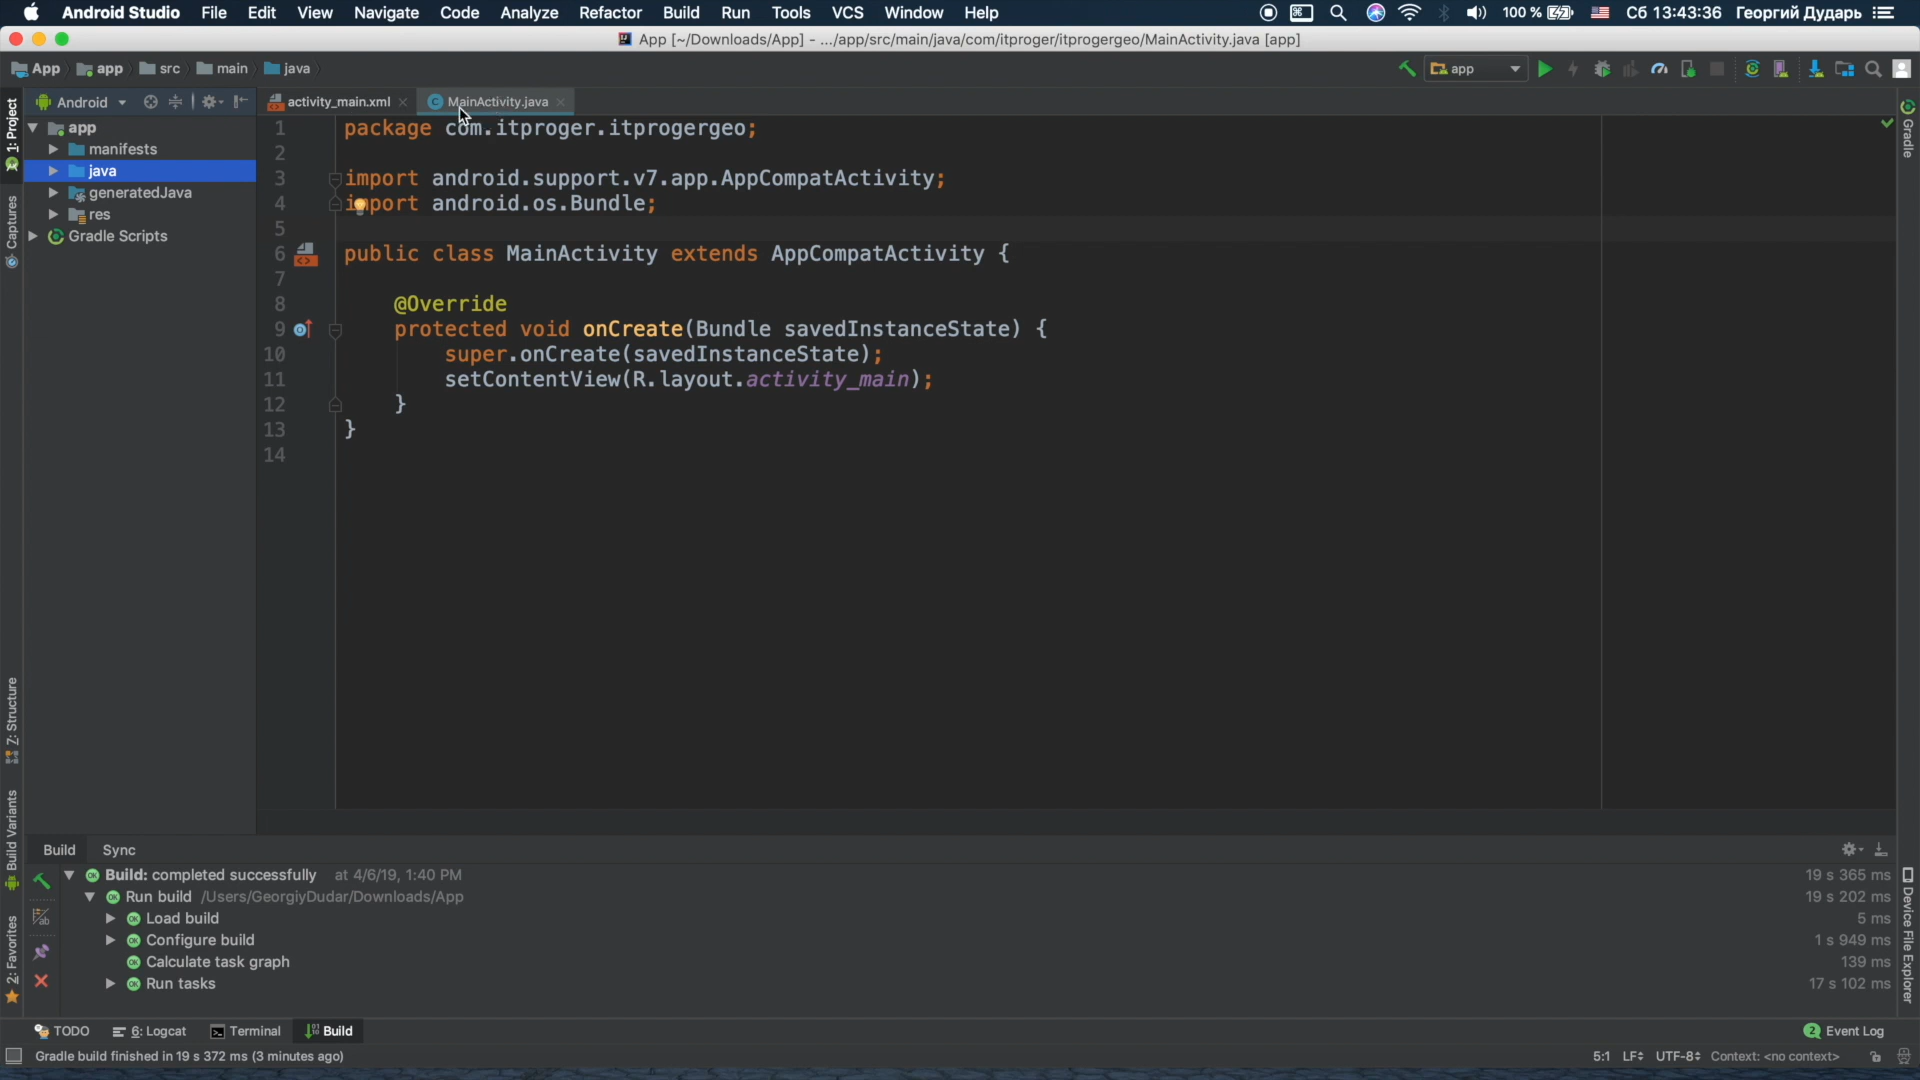 Android Studio File Edit View Navigate Code Analyze Refactor Build Run Tools VCS Window Help 100 % Сб 13:43:36 Георгий Дударь
App [~/Downloads/App] - .../app/src/main/java/com/itproger/itprogergeo/MainActivity.java [app]
App app src main java app
Android activity_main.xml MainActivity.java
1: Project
Captures
Z: Structure
Build Variants
2: Favorites
app
manifests
java
generatedJava
res
Gradle Scripts
1 package com.itproger.itprogergeo;
2
3 import android.support.v7.app.AppCompatActivity;
4 import android.os.Bundle;
5
6 public class MainActivity extends AppCompatActivity {
7
8 @Override
9 protected void onCreate(Bundle savedInstanceState) {
10 super.onCreate(savedInstanceState);
11 setContentView(R.layout.activity_main);
12 }
13 }
14
Gradle
Device File Explorer
Build Sync
Build: completed successfully at 4/6/19, 1:40 PM 19 s 365 ms
Run build /Users/GeorgiyDudar/Downloads/App 19 s 202 ms
Load build 5 ms
Configure build 1 s 949 ms
Calculate task graph 139 ms
Run tasks 17 s 102 ms
TODO 6: Logcat Terminal Build 2 Event Log
Gradle build finished in 19 s 372 ms (3 minutes ago) 5:1 LF UTF-8 Context: <no context>